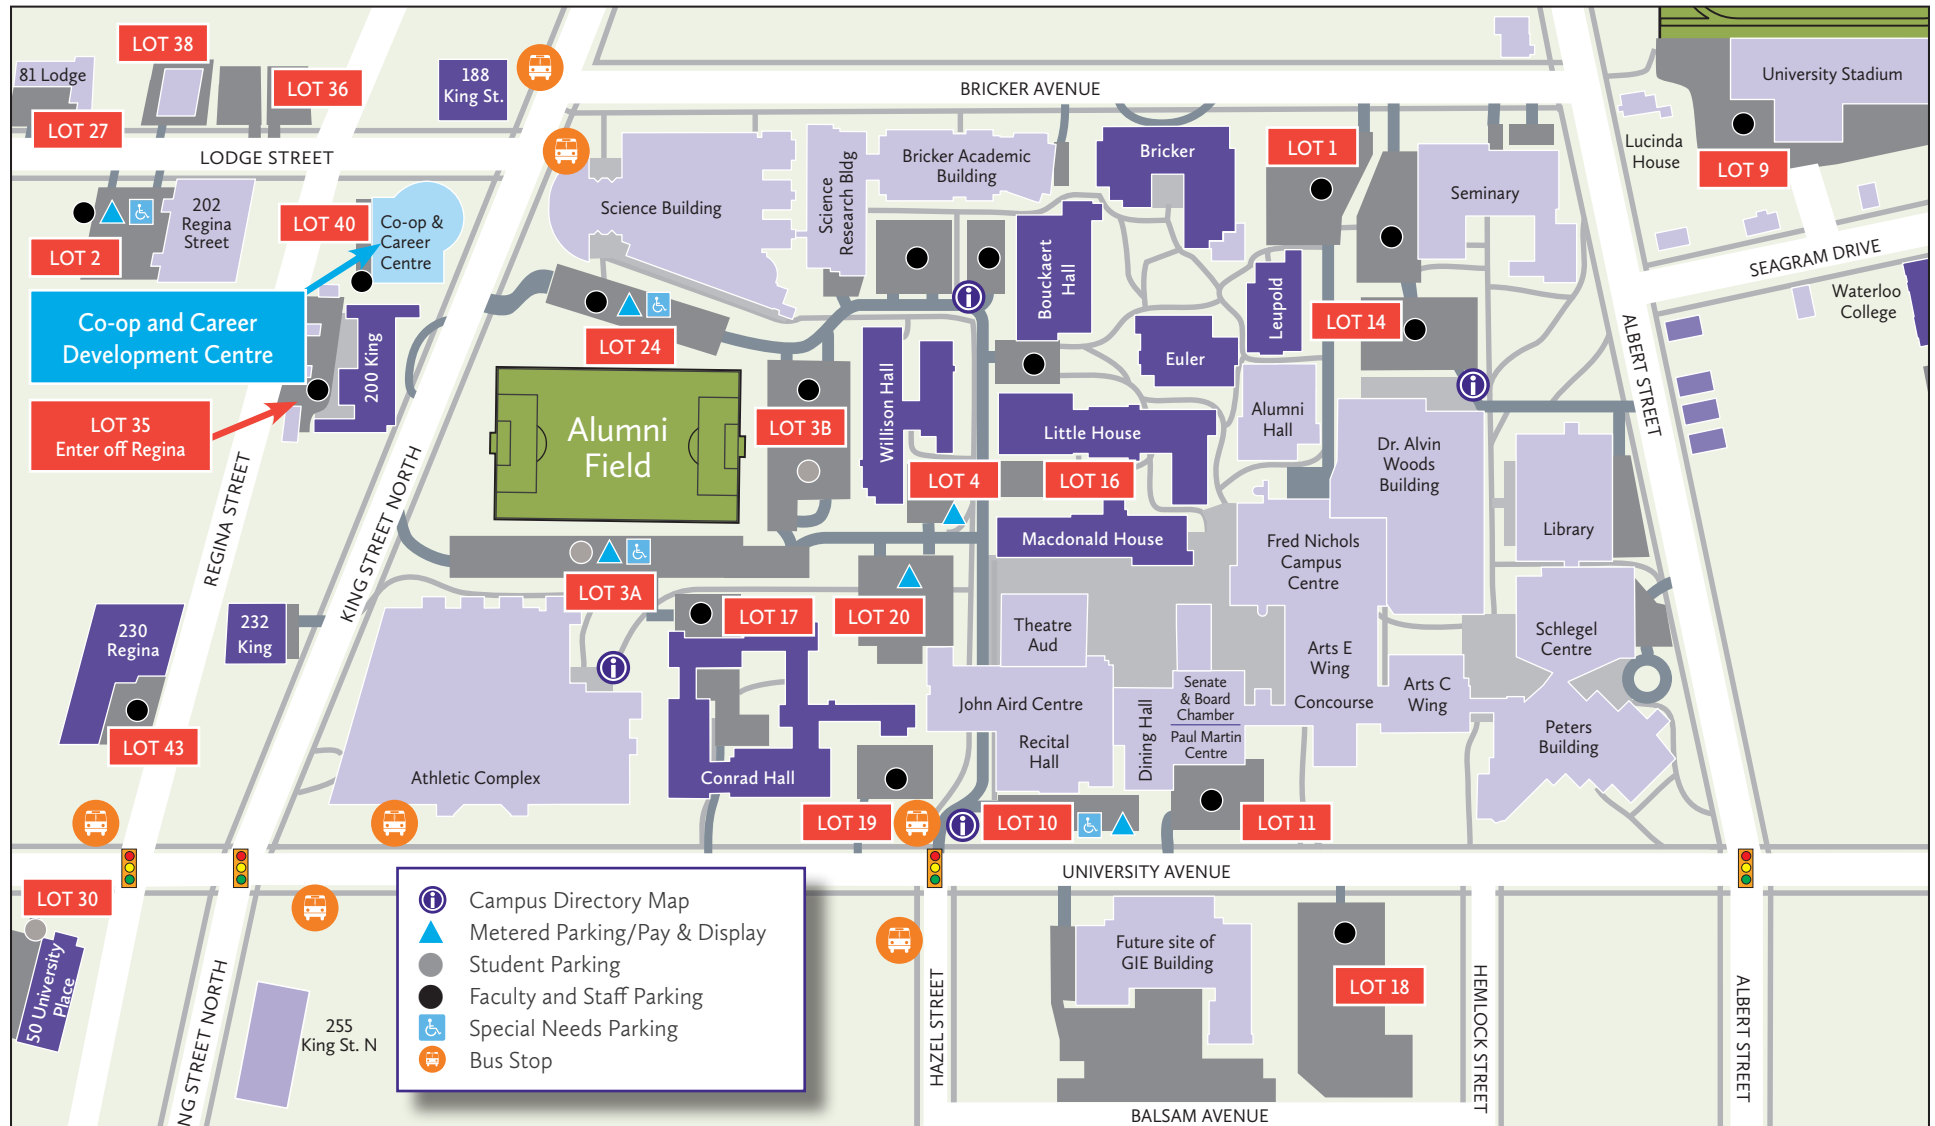 LOT 38
81 Lodge
LOT 36
188
King St.
LOT 27
LODGE STREET
BRICKER AVENUE
University Stadium
Lucinda
House
LOT 9
202
Regina
Street
LOT 2
LOT 40
Co-op &
Career
Centre
Science Building
Science
Research Bldg
Bricker Academic
Building
Bricker
LOT 1
Seminary
SEAGRAM DRIVE
Waterloo
College
Co-op and Career
Development Centre
200 King
LOT 24
Bouckaert
Hall
Leupold
LOT 14
Euler
ALBERT STREET
LOT 35
Enter off Regina
Alumni
Field
LOT 3B
Willison Hall
Little House
Alumni
Hall
Dr. Alvin
Woods
Building
LOT 4
LOT 16
Library
REGINA STREET
KING STREET NORTH
Macdonald House
Fred Nichols
Campus
Centre
LOT 3A
LOT 17
LOT 20
230
Regina
232
King
Theatre
Aud
Schlegel
Centre
Arts E
Wing
Arts C
Wing
Concourse
Senate
& Board
Chamber
Paul Martin
Centre
Dining Hall
John Aird Centre
Recital
Hall
Peters
Building
LOT 43
Athletic Complex
Conrad Hall
LOT 19
LOT 10
LOT 11
UNIVERSITY AVENUE
LOT 30
50 University
Place
NG STREET NORTH
255
King St. N
Campus Directory Map
Metered Parking/Pay & Display
Student Parking
Faculty and Staff Parking
Special Needs Parking
Bus Stop
HAZEL STREET
Future site of
GIE Building
LOT 18
HEMLOCK STREET
ALBERT STREET
BALSAM AVENUE